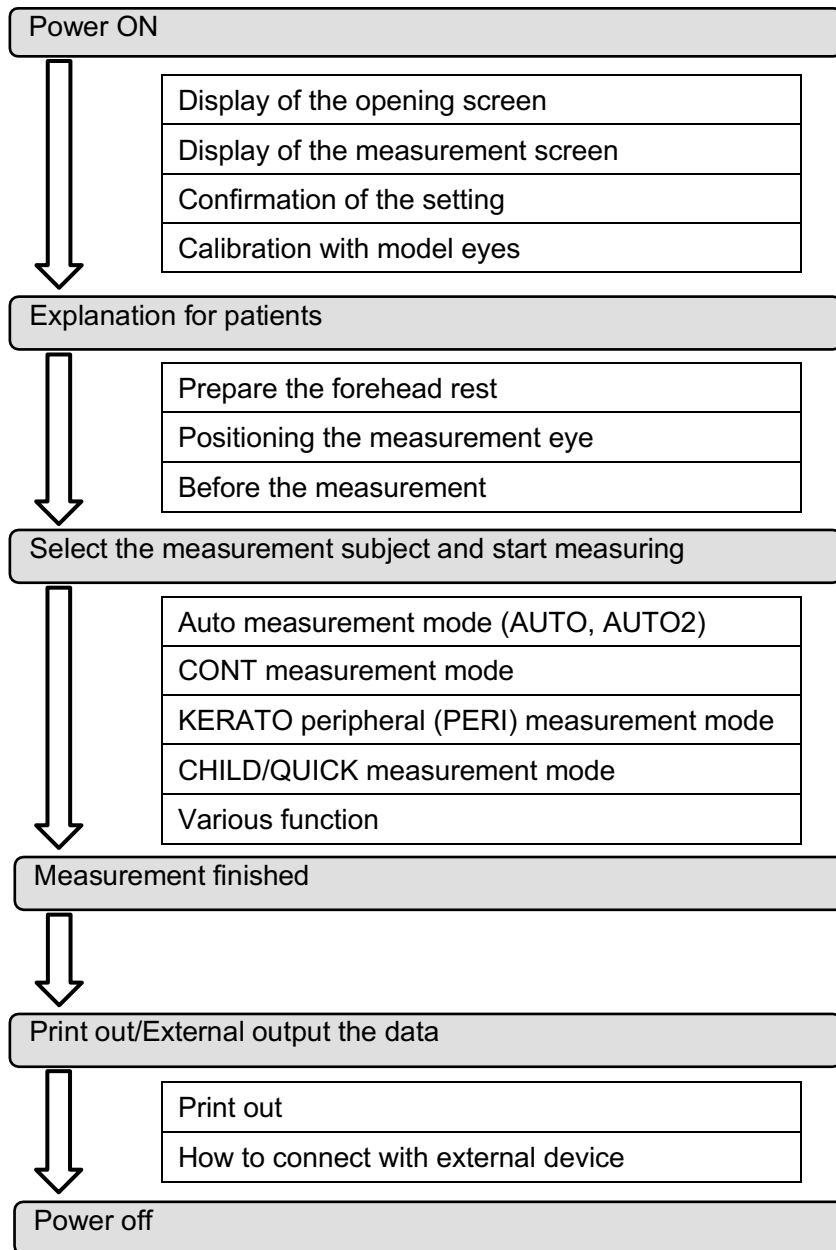 Power ON
Display of the opening screen
Display of the measurement screen
Confirmation of the setting
Calibration with model eyes
Explanation for patients
Prepare the forehead rest
Positioning the measurement eye
Before the measurement
Select the measurement subject and start measuring
Auto measurement mode (AUTO, AUTO2)
CONT measurement mode
KERATO peripheral (PERI) measurement mode
CHILD/QUICK measurement mode
Various function
Measurement finished
Print out/External output the data
Print out
How to connect with external device
Power off